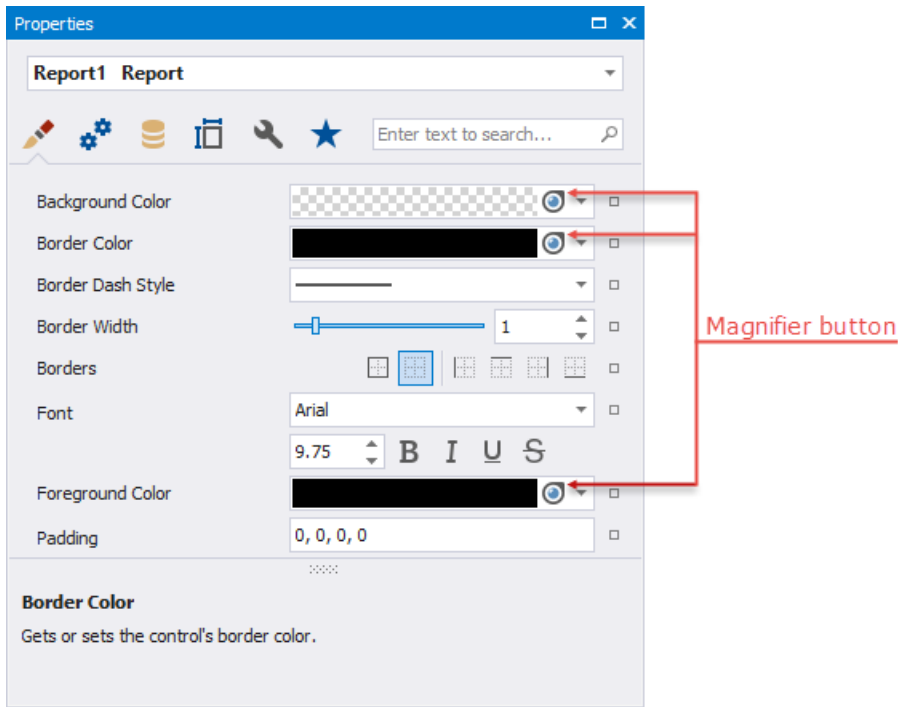 Properties
Report1 Report
Enter text to search...
Background Color
Border Color
Border Dash Style
Border Width 1
Magnifier button
Borders
Font Arial
9.75 B I U S
Foreground Color
Padding 0, 0, 0, 0
Border Color
Gets or sets the control's border color.